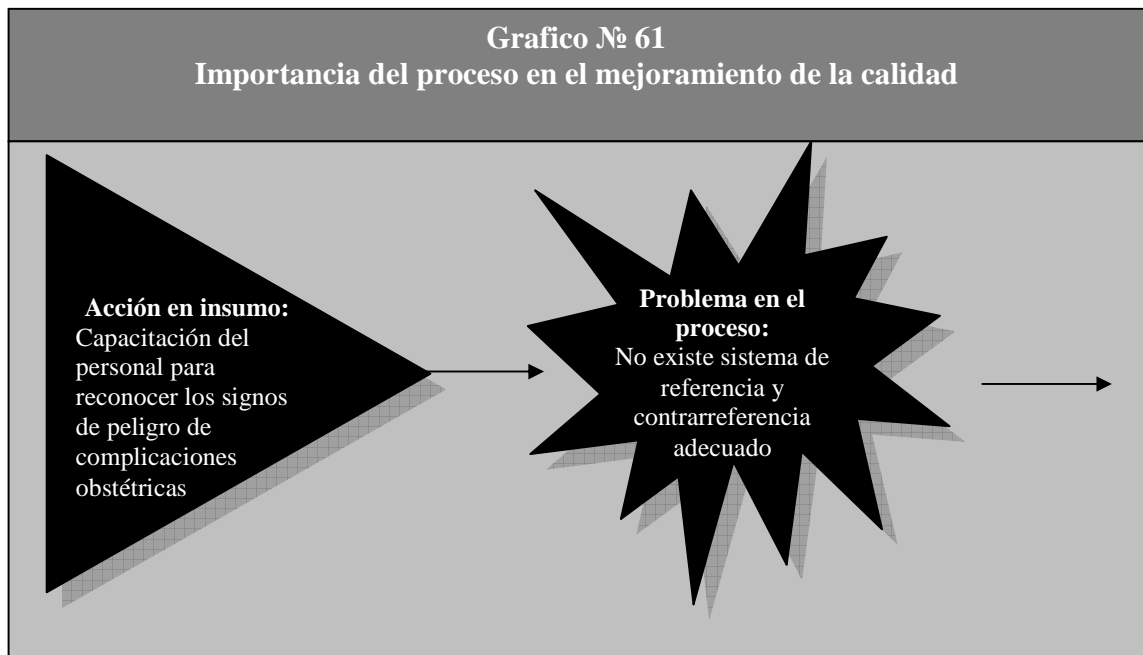 Grafico № 61
Importancia del proceso en el mejoramiento de la calidad
Acción en insumo:
Capacitación del
personal para
reconocer los signos
de peligro de
complicaciones
obstétricas
Problema en el
proceso:
No existe sistema de
referencia y
contrarreferencia
adecuado